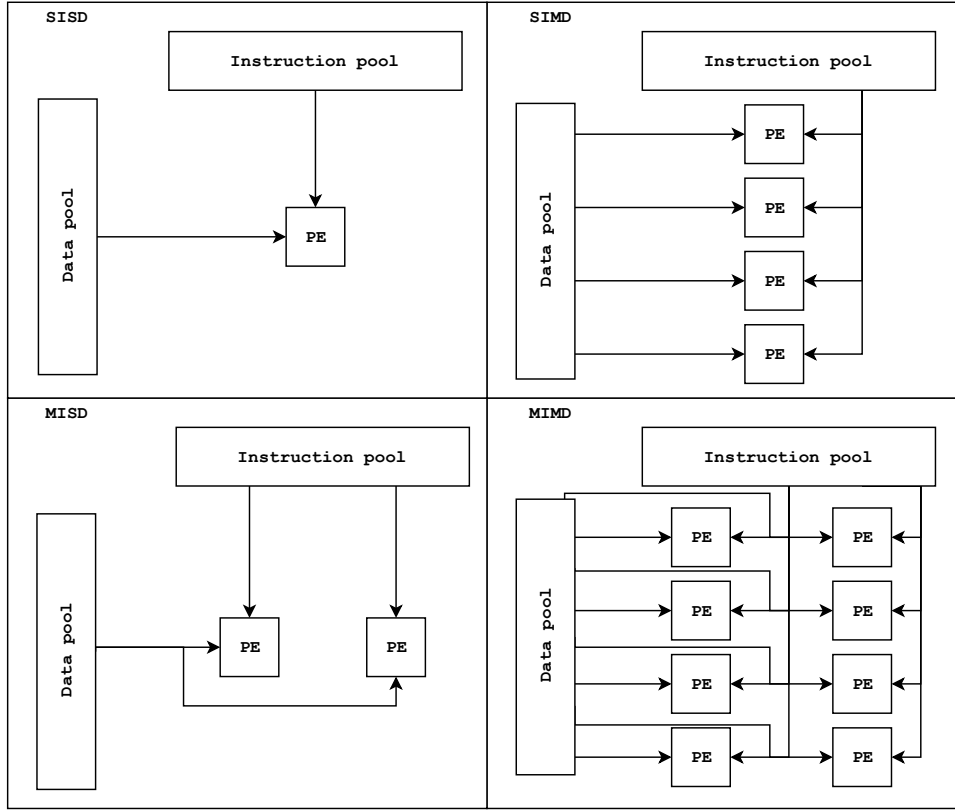 SISD
Instruction pool
Data pool
PE
SIMD
Instruction pool
Data pool
PE
PE
PE
PE
MISD
Instruction pool
Data pool
PE
PE
MIMD
Instruction pool
Data pool
PE
PE
PE
PE
PE
PE
PE
PE